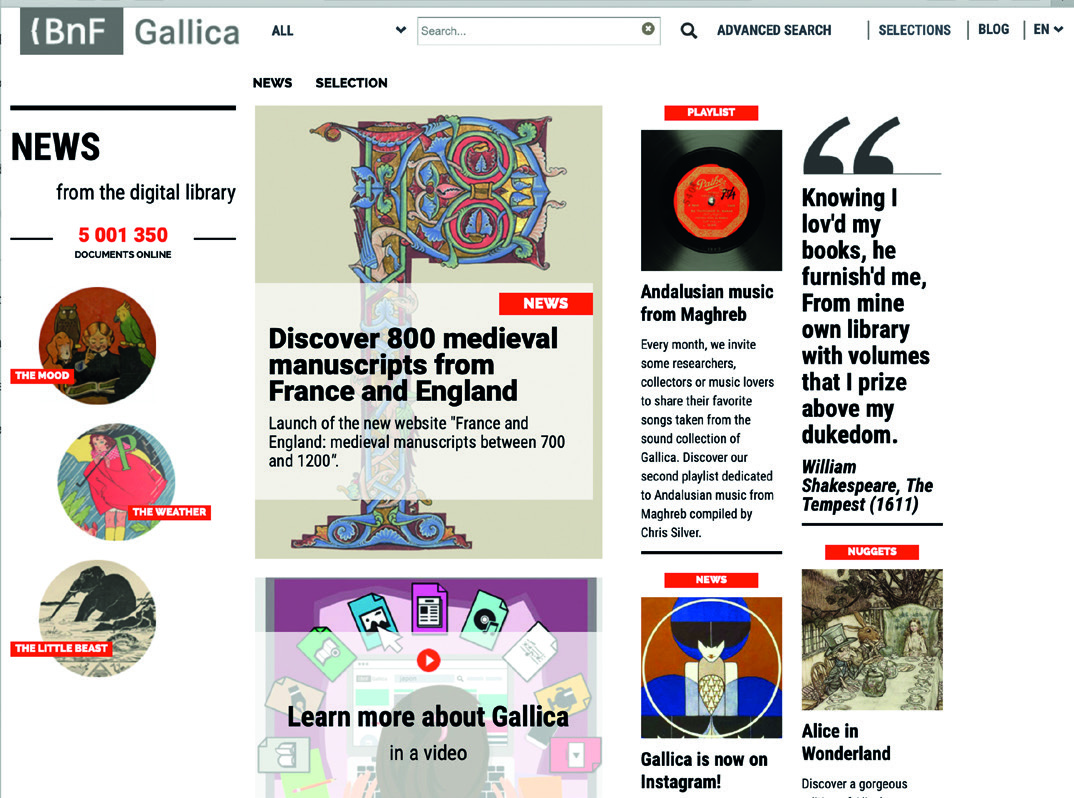 {BnF Gallica
ALL
Search...
ADVANCED SEARCH
SELECTIONS
BLOG
EN
NEWS
SELECTION
NEWS
from the digital library
5 001 350
DOCUMENTS ONLINE
THE MOOD
THE WEATHER
THE LITTLE BEAST
NEWS
Discover 800 medieval
manuscripts from
France and England
Launch of the new website "France and
England: medieval manuscripts between 700
and 1200".
Learn more about Gallica
in a video
PLAYLIST
Pathé
Andalusian music
from Maghreb
Every month, we invite
some researchers,
collectors or music lovers
to share their favorite
songs taken from the
sound collection of
Gallica. Discover our
second playlist dedicated
to Andalusian music from
Maghreb compiled by
Chris Silver.
NEWS
Gallica is now on
Instagram!
“
Knowing I
lov'd my
books, he
furnish'd me,
From mine
own library
with volumes
that I prize
above my
dukedom.
William
Shakespeare, The
Tempest (1611)
NUGGETS
Alice in
Wonderland
Discover a gorgeous